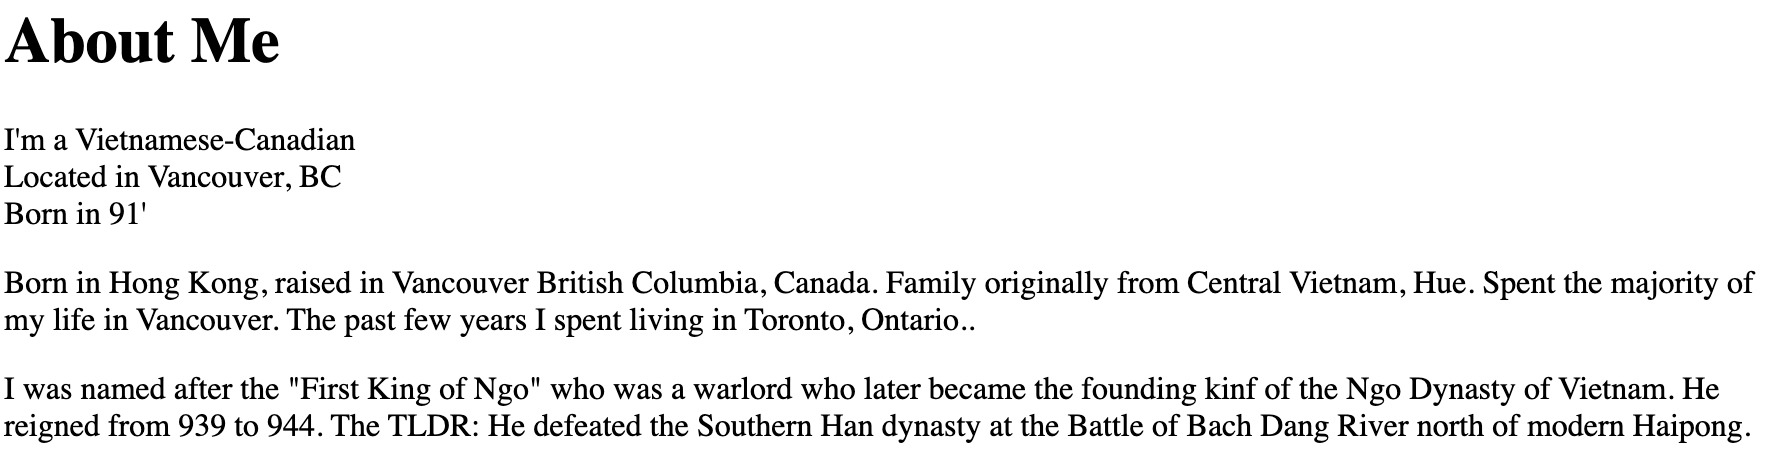 About Me
I'm a Vietnamese-Canadian
Located in Vancouver, BC
Born in 91'
Born in Hong Kong, raised in Vancouver British Columbia, Canada. Family originally from Central Vietnam, Hue. Spent the majority of
my life in Vancouver. The past few years I spent living in Toronto, Ontario..
I was named after the "First King of Ngo" who was a warlord who later became the founding kinf of the Ngo Dynasty of Vietnam. He
reigned from 939 to 944. The TLDR: He defeated the Southern Han dynasty at the Battle of Bach Dang River north of modern Haipong.